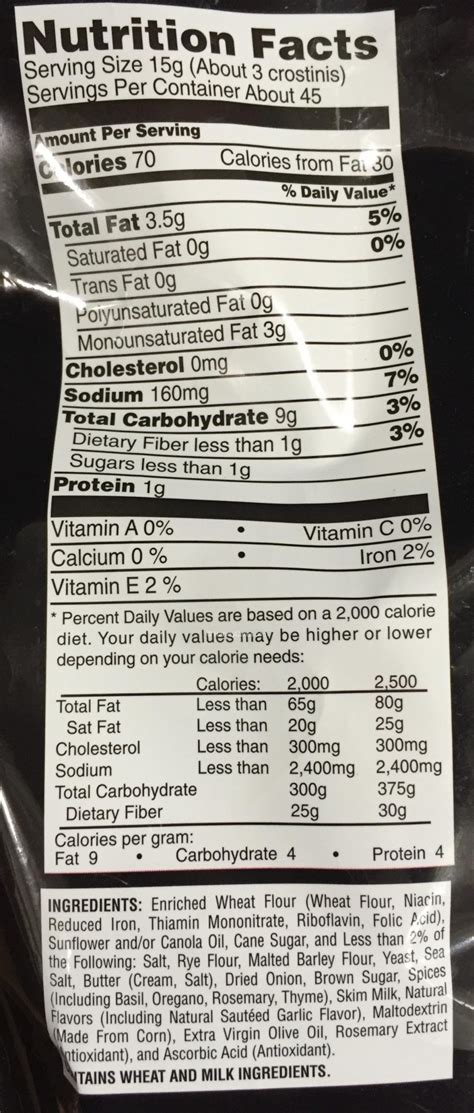 Nutrition Facts
Serving Size 15g (About 3 crostinis)
Servings Per Container About 45
Amount Per Serving
Calories 70 Calories from Fat 30
% Daily Value*
Total Fat 3.5g 5%
Saturated Fat 0g 0%
Trans Fat 0g
Polyunsaturated Fat 0g
Monounsaturated Fat 3g
Cholesterol 0mg 0%
Sodium 160mg 7%
Total Carbohydrate 9g 3%
Dietary Fiber less than 1g 3%
Sugars less than 1g
Protein 1g
Vitamin A 0% • Vitamin C 0%
Calcium 0 % • Iron 2%
Vitamin E 2 %
* Percent Daily Values are based on a 2,000 calorie
diet. Your daily values may be higher or lower
depending on your calorie needs:
Calories: 2,000 2,500
Total Fat Less than 65g 80g
Sat Fat Less than 20g 25g
Cholesterol Less than 300mg 300mg
Sodium Less than 2,400mg 2,400mg
Total Carbohydrate 300g 375g
Dietary Fiber 25g 30g
Calories per gram:
Fat 9 • Carbohydrate 4 • Protein 4
INGREDIENTS: Enriched Wheat Flour (Wheat Flour, Niacin,
Reduced Iron, Thiamin Mononitrate, Riboflavin, Folic Acid),
Sunflower and/or Canola Oil, Cane Sugar, and Less than 2% of
the Following: Salt, Rye Flour, Malted Barley Flour, Yeast, Sea
Salt, Butter (Cream, Salt), Dried Onion, Brown Sugar, Spices
(Including Basil, Oregano, Rosemary, Thyme), Skim Milk, Natural
Flavors (Including Natural Sautéed Garlic Flavor), Maltodextrin
(Made From Corn), Extra Virgin Olive Oil, Rosemary Extract
ntioxidant), and Ascorbic Acid (Antioxidant).
NTAINS WHEAT AND MILK INGREDIENTS.